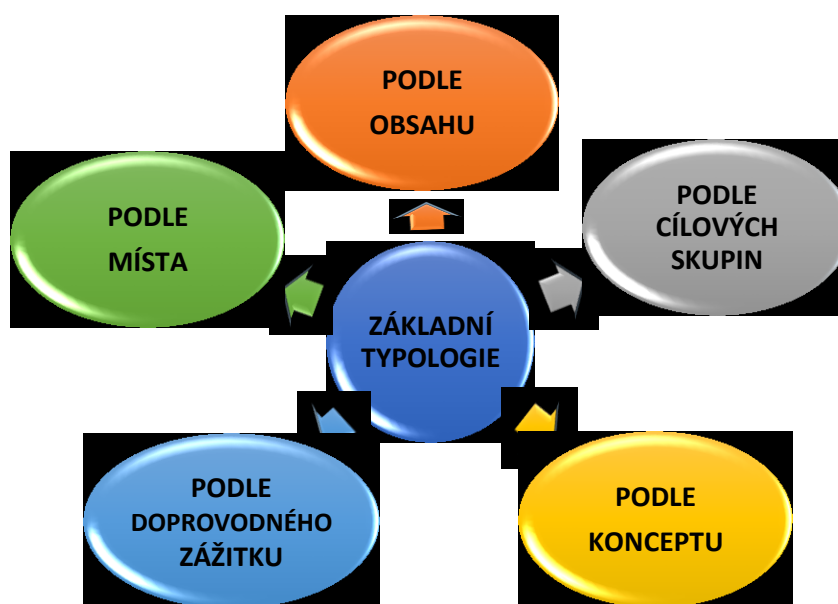 PODLE
OBSAHU
PODLE
CÍLOVÝCH
SKUPIN
PODLE
MÍSTA
ZÁKLADNÍ
TYPOLOGIE
PODLE
DOPROVODNÉHO
ZÁŽITKU
PODLE
KONCEPTU